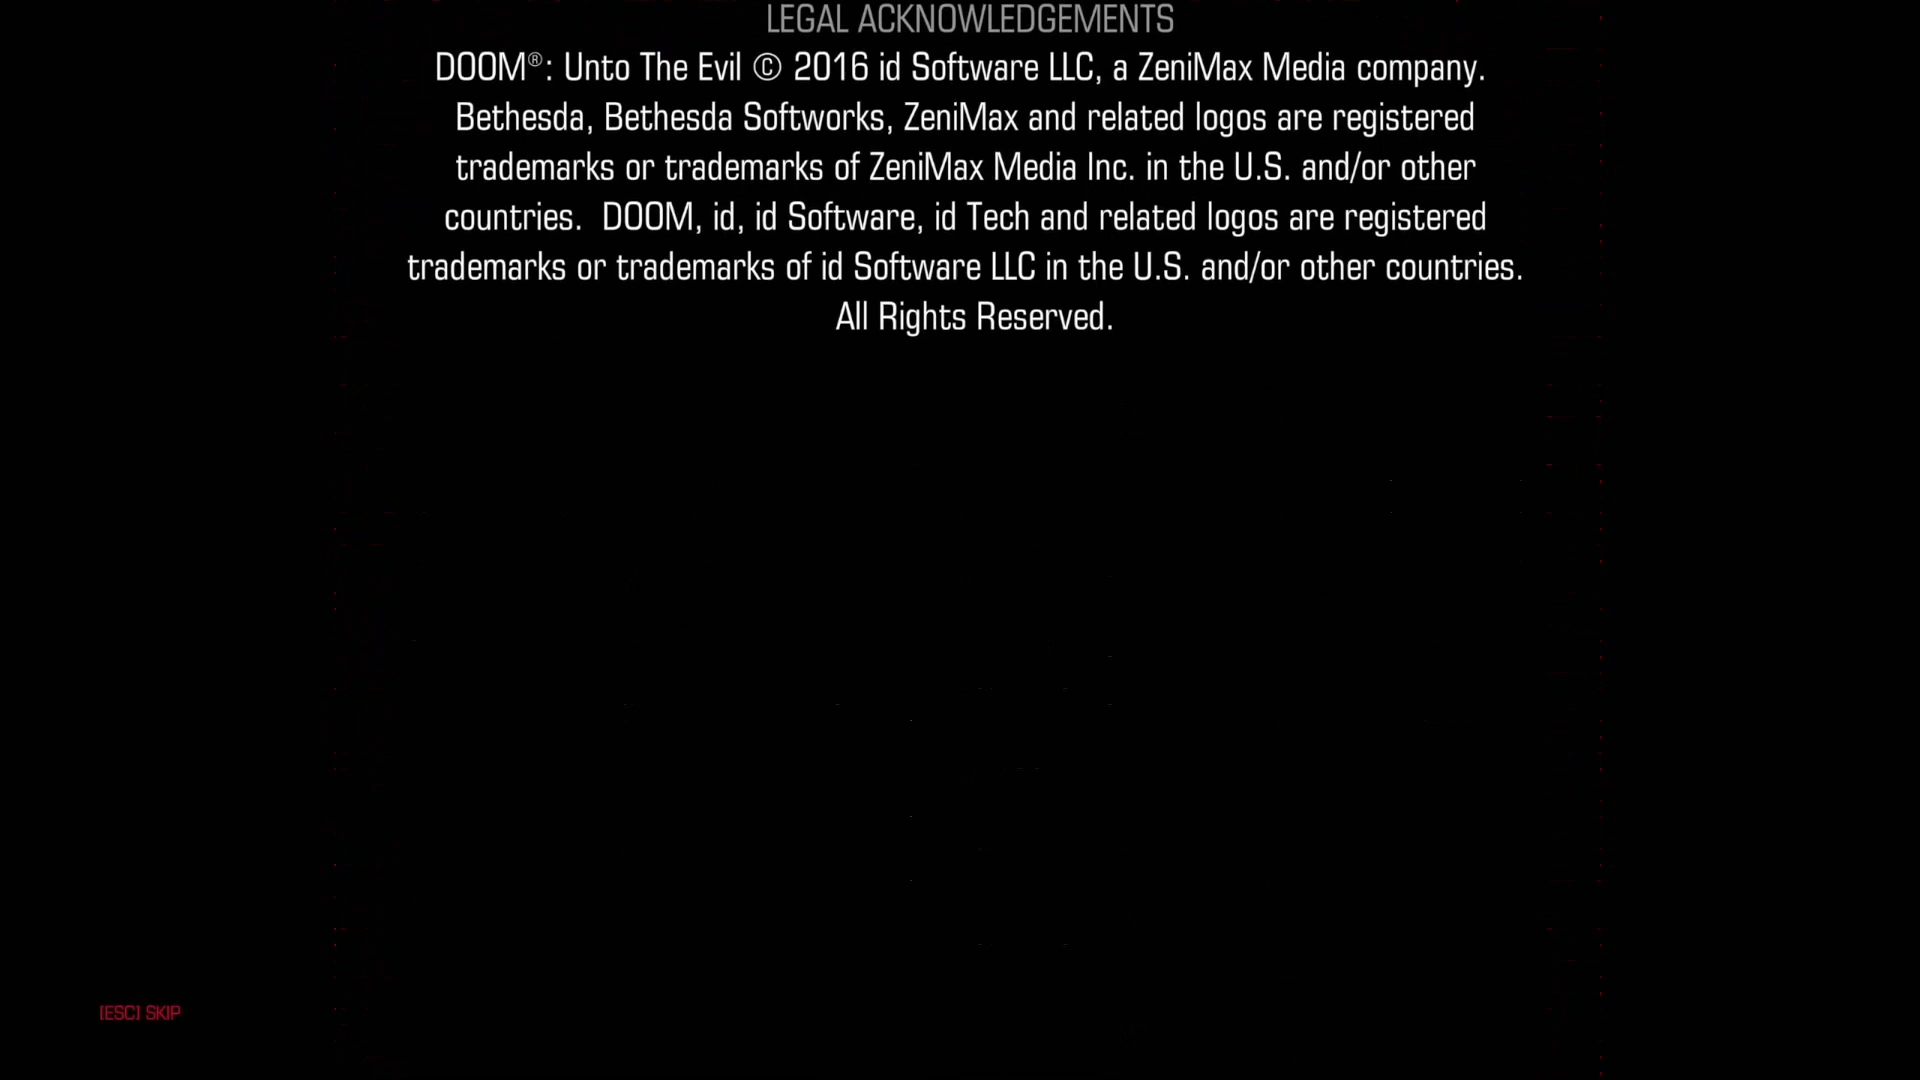 LEGAL ACKNOWLEDGEMENTS
DOOM®: Unto The Evil © 2016 id Software LLC, a ZeniMax Media company.
Bethesda, Bethesda Softworks, ZeniMax and related logos are registered
trademarks or trademarks of ZeniMax Media Inc. in the U.S. and/or other
countries.  DOOM, id, id Software, id Tech and related logos are registered
trademarks or trademarks of id Software LLC in the U.S. and/or other countries.
All Rights Reserved.
[ESC] SKIP